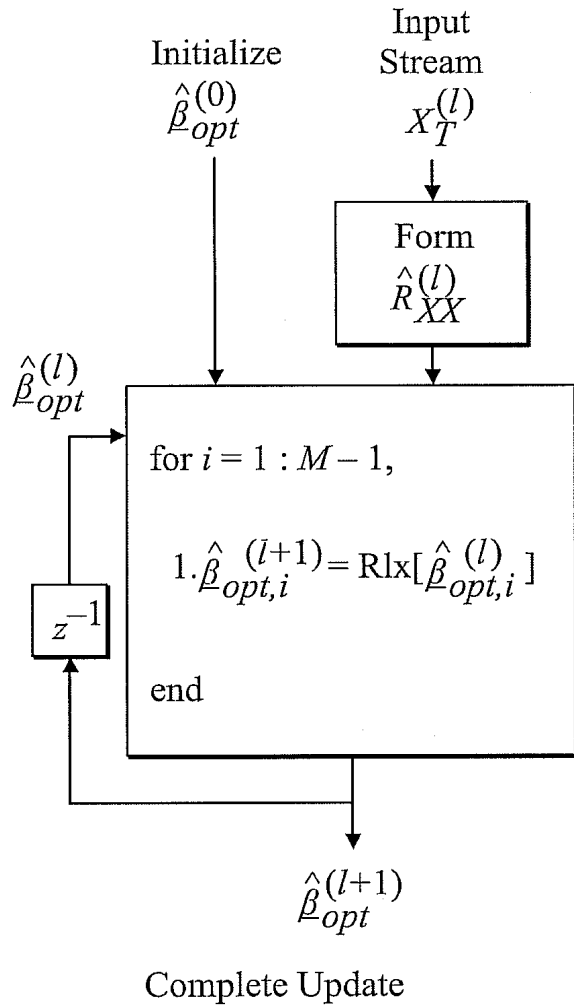 Initialize
β̲̂_opt^(0)
Input
Stream
X_T^(l)
Form
R̂_XX^(l)
β̲̂_opt^(l)
for i = 1 : M – 1,
1. β̲̂_opt,i^(l+1) = Rlx[β̲̂_opt,i^(l)]
end
z^–1
β̲̂_opt^(l+1)
Complete Update